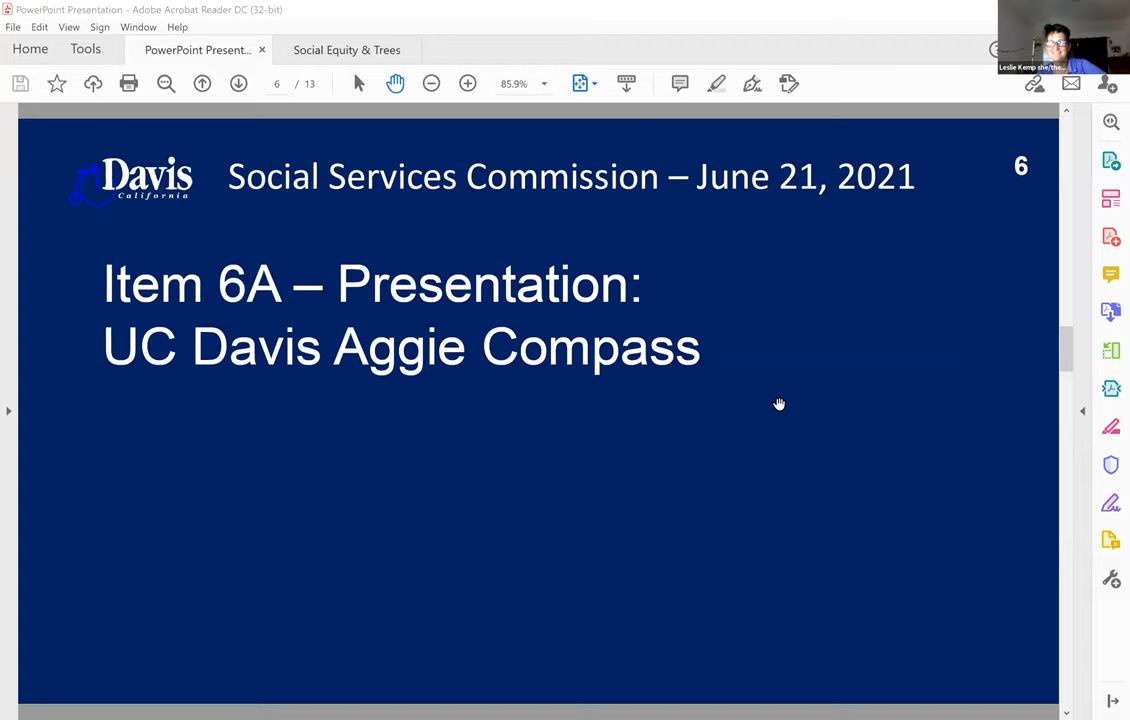 PowerPoint Presentation - Adobe Acrobat Reader DC (32-bit)
File Edit View Sign Window Help
Home Tools PowerPoint Present... × Social Equity & Trees
6 / 13 85.9%
Leslie Kemp she/the...
Davis
California
Social Services Commission – June 21, 2021
6
Item 6A – Presentation:
UC Davis Aggie Compass